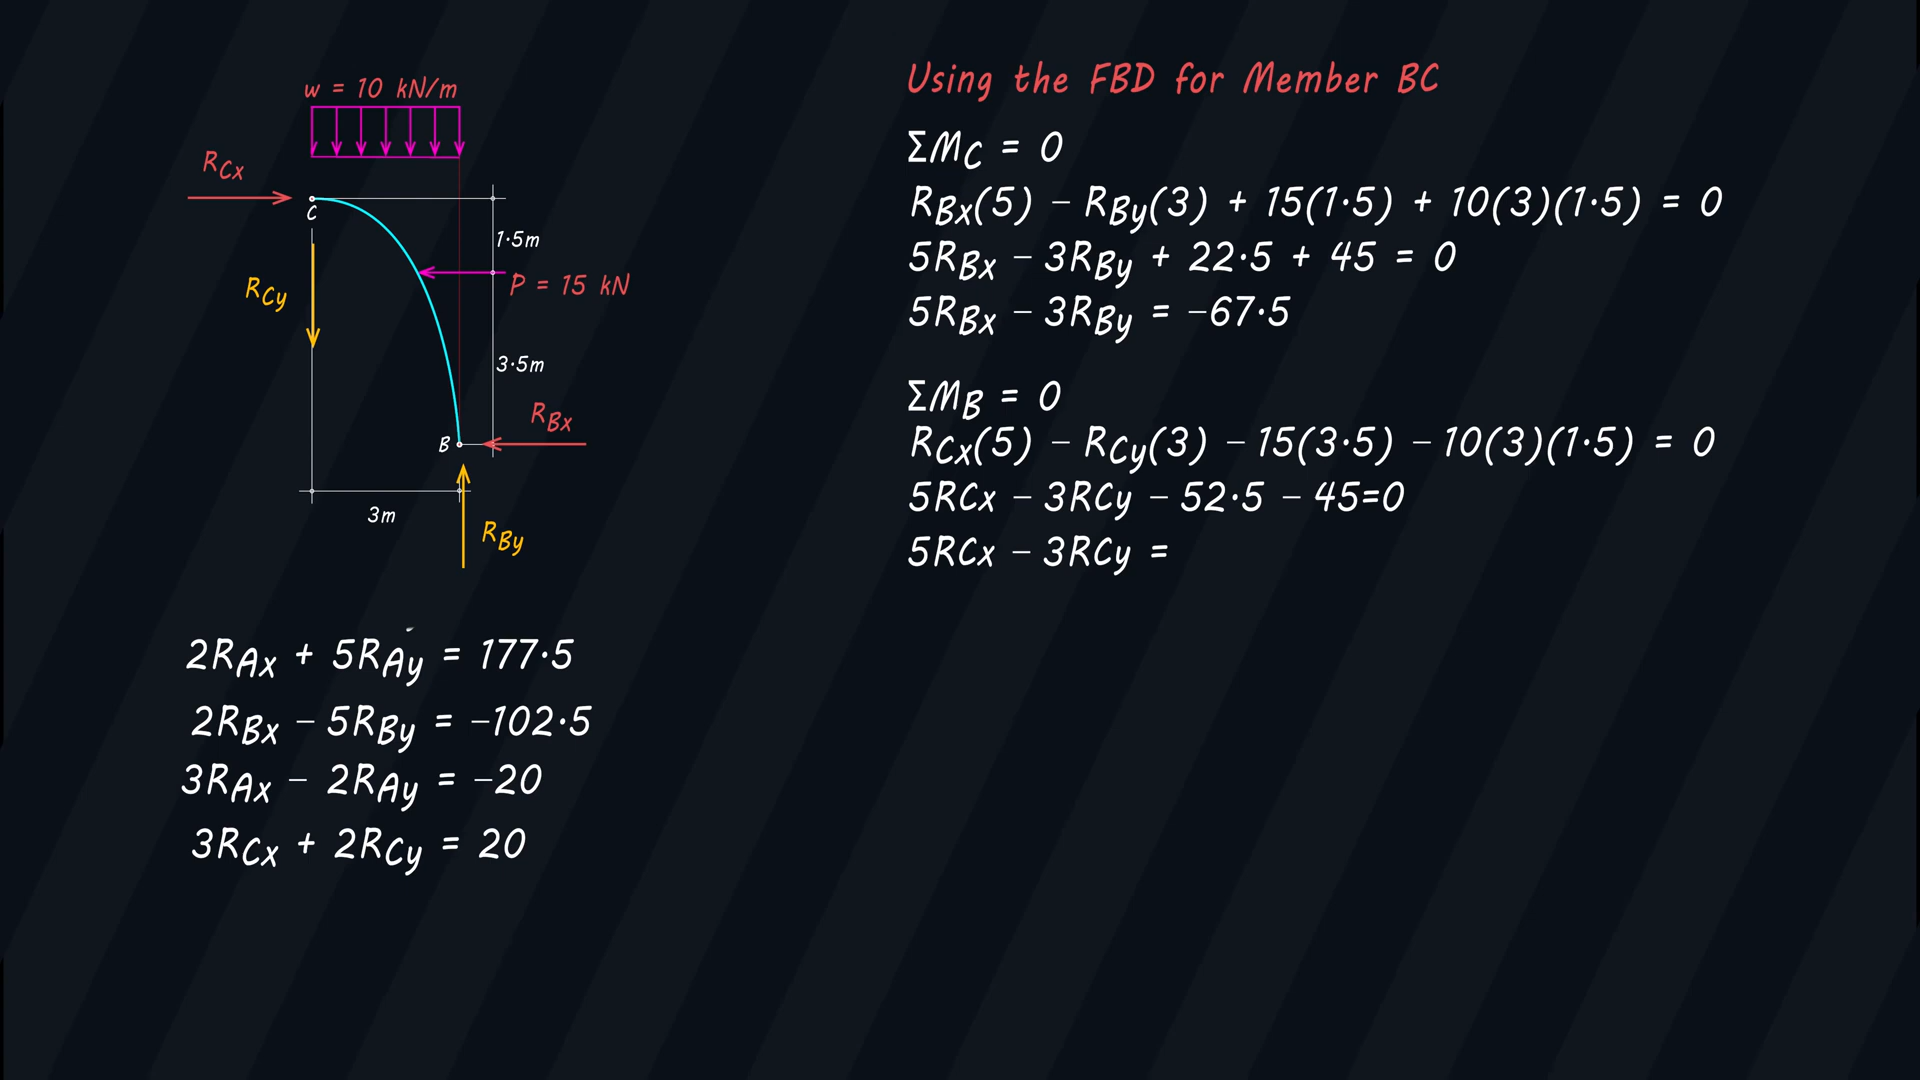 w = 10 kN/m
RCx
C
1·5m
RCy
P = 15 kN
3·5m
RBx
B
3m
RBy
2RAx + 5RAy = 177·5
2RBx − 5RBy = −102·5
3RAx − 2RAy = −20
3RCx + 2RCy = 20
Using the FBD for Member BC
ΣMC = 0
RBx(5) − RBy(3) + 15(1·5) + 10(3)(1·5) = 0
5RBx − 3RBy + 22·5 + 45 = 0
5RBx − 3RBy = −67·5
ΣMB = 0
RCx(5) − RCy(3) − 15(3·5) − 10(3)(1·5) = 0
5RCx − 3RCy − 52·5 − 45=0
5RCx − 3RCy =